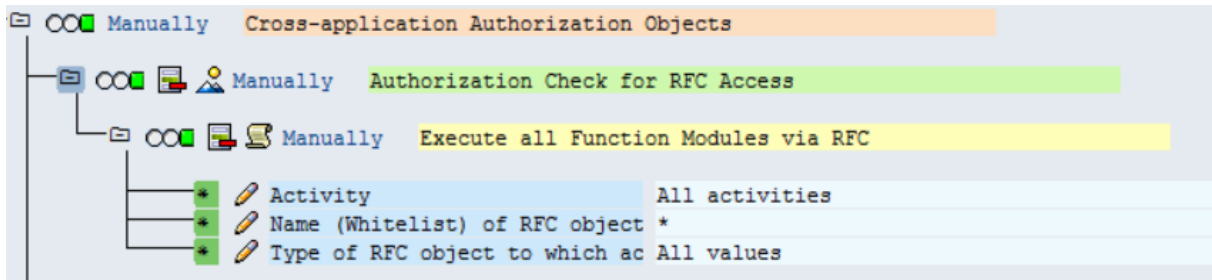 Manually Cross-application Authorization Objects
Manually Authorization Check for RFC Access
Manually Execute all Function Modules via RFC
* Activity All activities
* Name (Whitelist) of RFC object *
* Type of RFC object to which ac All values